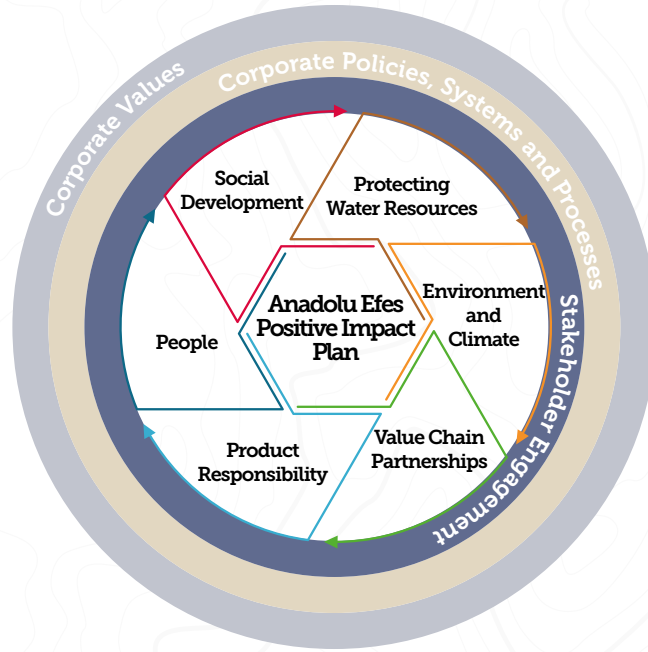 Corporate Values
Corporate Policies, Systems and Processes
Stakeholder Engagement
Social
Development
Protecting
Water Resources
Environment
and
Climate
Value Chain
Partnerships
Product
Responsibility
People
Anadolu Efes
Positive Impact
Plan